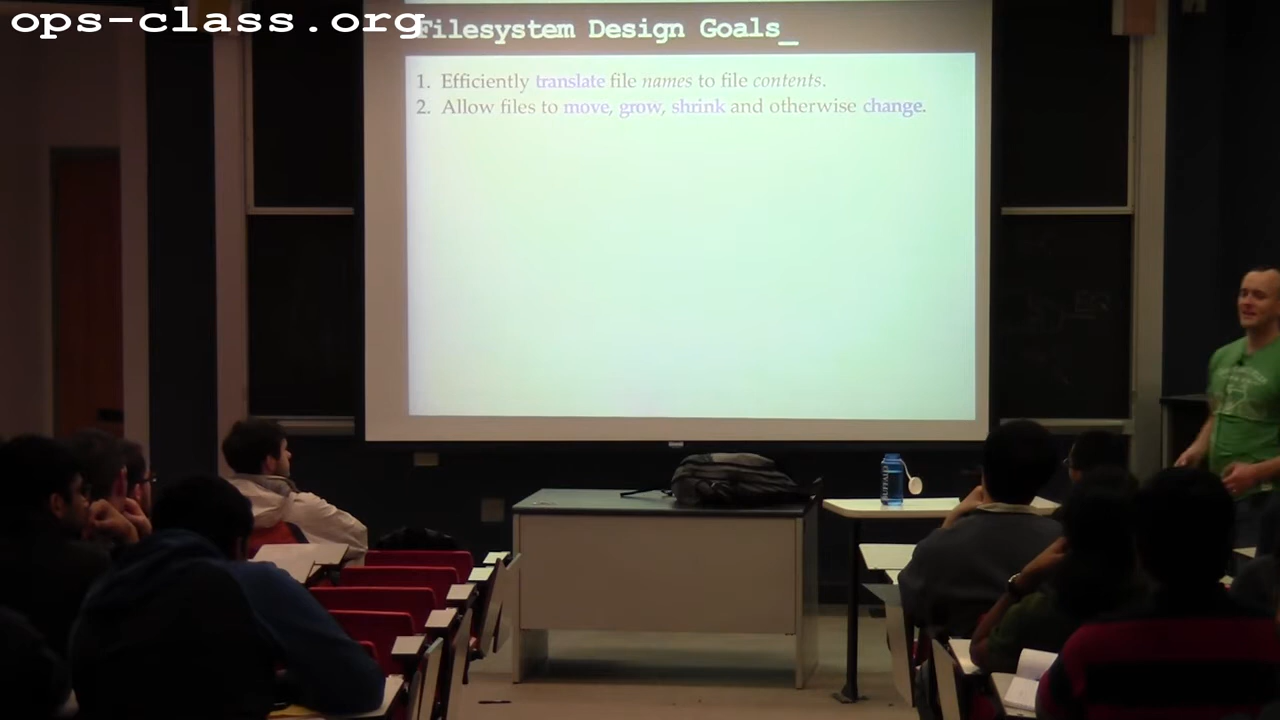 ops-class.org
Filesystem Design Goals_
1. Efficiently translate file names to file contents.
2. Allow files to move, grow, shrink and otherwise change.
BUFFALO